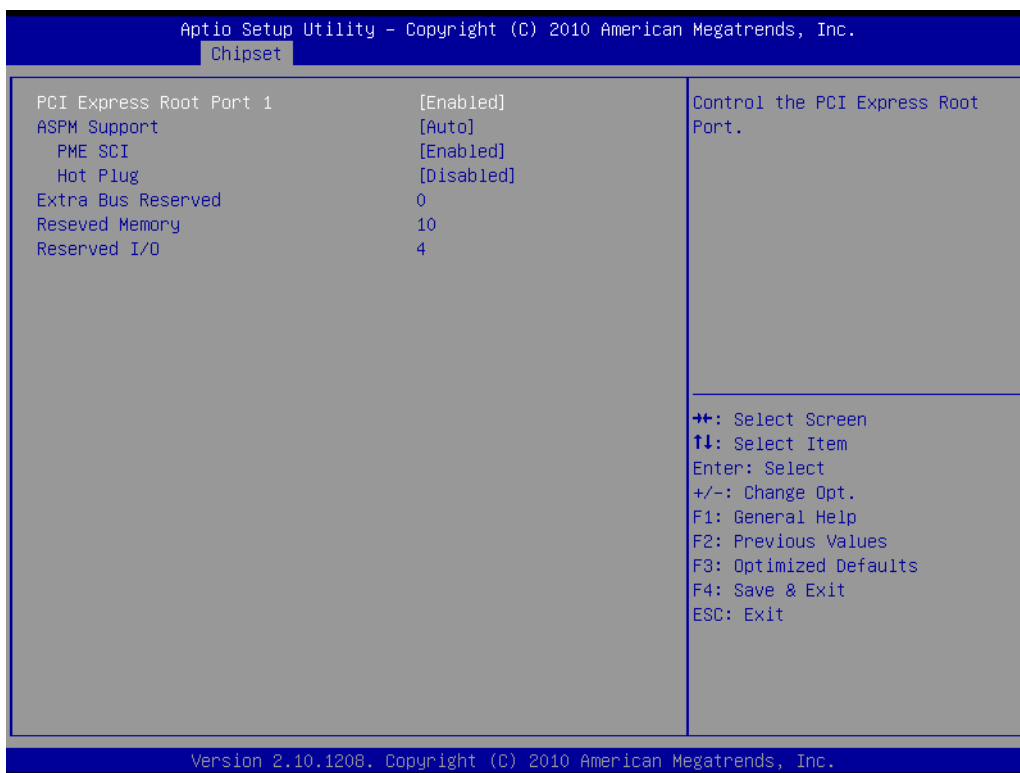 Aptio Setup Utility – Copyright (C) 2010 American Megatrends, Inc.
Chipset
PCI Express Root Port 1 [Enabled]
ASPM Support [Auto]
PME SCI [Enabled]
Hot Plug [Disabled]
Extra Bus Reserved 0
Reseved Memory 10
Reserved I/O 4
Control the PCI Express Root
Port.
→←: Select Screen
↑↓: Select Item
Enter: Select
+/-: Change Opt.
F1: General Help
F2: Previous Values
F3: Optimized Defaults
F4: Save & Exit
ESC: Exit
Version 2.10.1208. Copyright (C) 2010 American Megatrends, Inc.